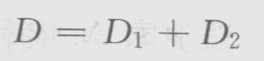 D = D₁ + D₂